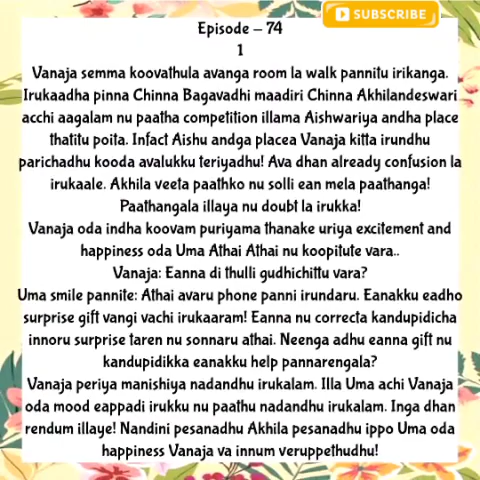 SUBSCRIBE
Episode – 74
1
Vanaja semma koovathula avanga room la walk pannitu irikanga.
Irukaadha pinna Chinna Bagavadhi maadiri Chinna Akhilandeswari
acchi aagalam nu paatha competition illama Aishwariya andha place
thatitu poita. Infact Aishu andga placea Vanaja kitta irundhu
parichadhu kooda avalukku teriyadhu! Ava dhan already confusion la
irukaale. Akhila veeta paathko nu solli ean mela paathanga!
Paathangala illaya nu doubt la irukka!
Vanaja oda indha koovam puriyama thanake uriya excitement and
happiness oda Uma Athai Athai nu koopitute vara..
Vanaja: Eanna di thulli gudhichittu vara?
Uma smile pannite: Athai avaru phone panni irundaru. Eanakku eadho
surprise gift vangi vachi irukaaram! Eanna nu correcta kandupidicha
innoru surprise taren nu sonnaru athai. Neenga adhu eanna gift nu
kandupidikka eanakku help pannarengala?
Vanaja periya manishiya nadandhu irukalam. Illa Uma achi Vanaja
oda mood eappadi irukku nu paathu nadandhu irukalam. Inga dhan
rendum illaye! Nandini pesanadhu Akhila pesanadhu ippo Uma oda
happiness Vanaja va innum veruppethudhu!